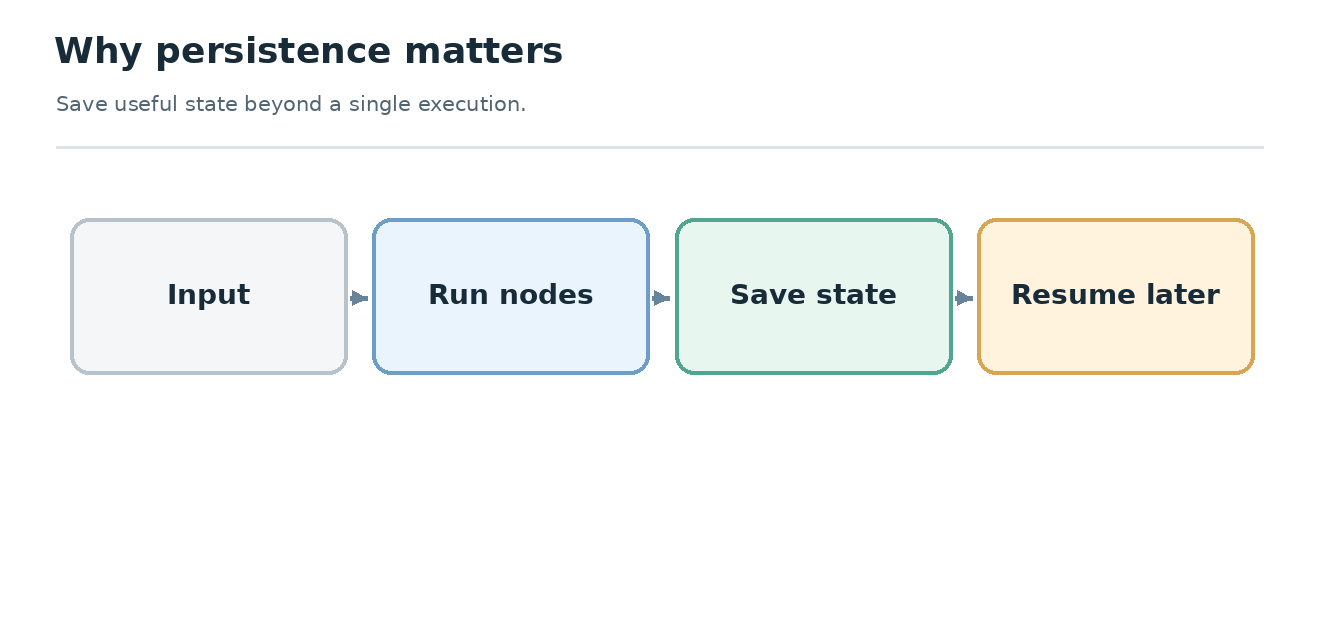 Why persistence matters
Save useful state beyond a single execution.
Input
Run nodes
Save state
Resume later